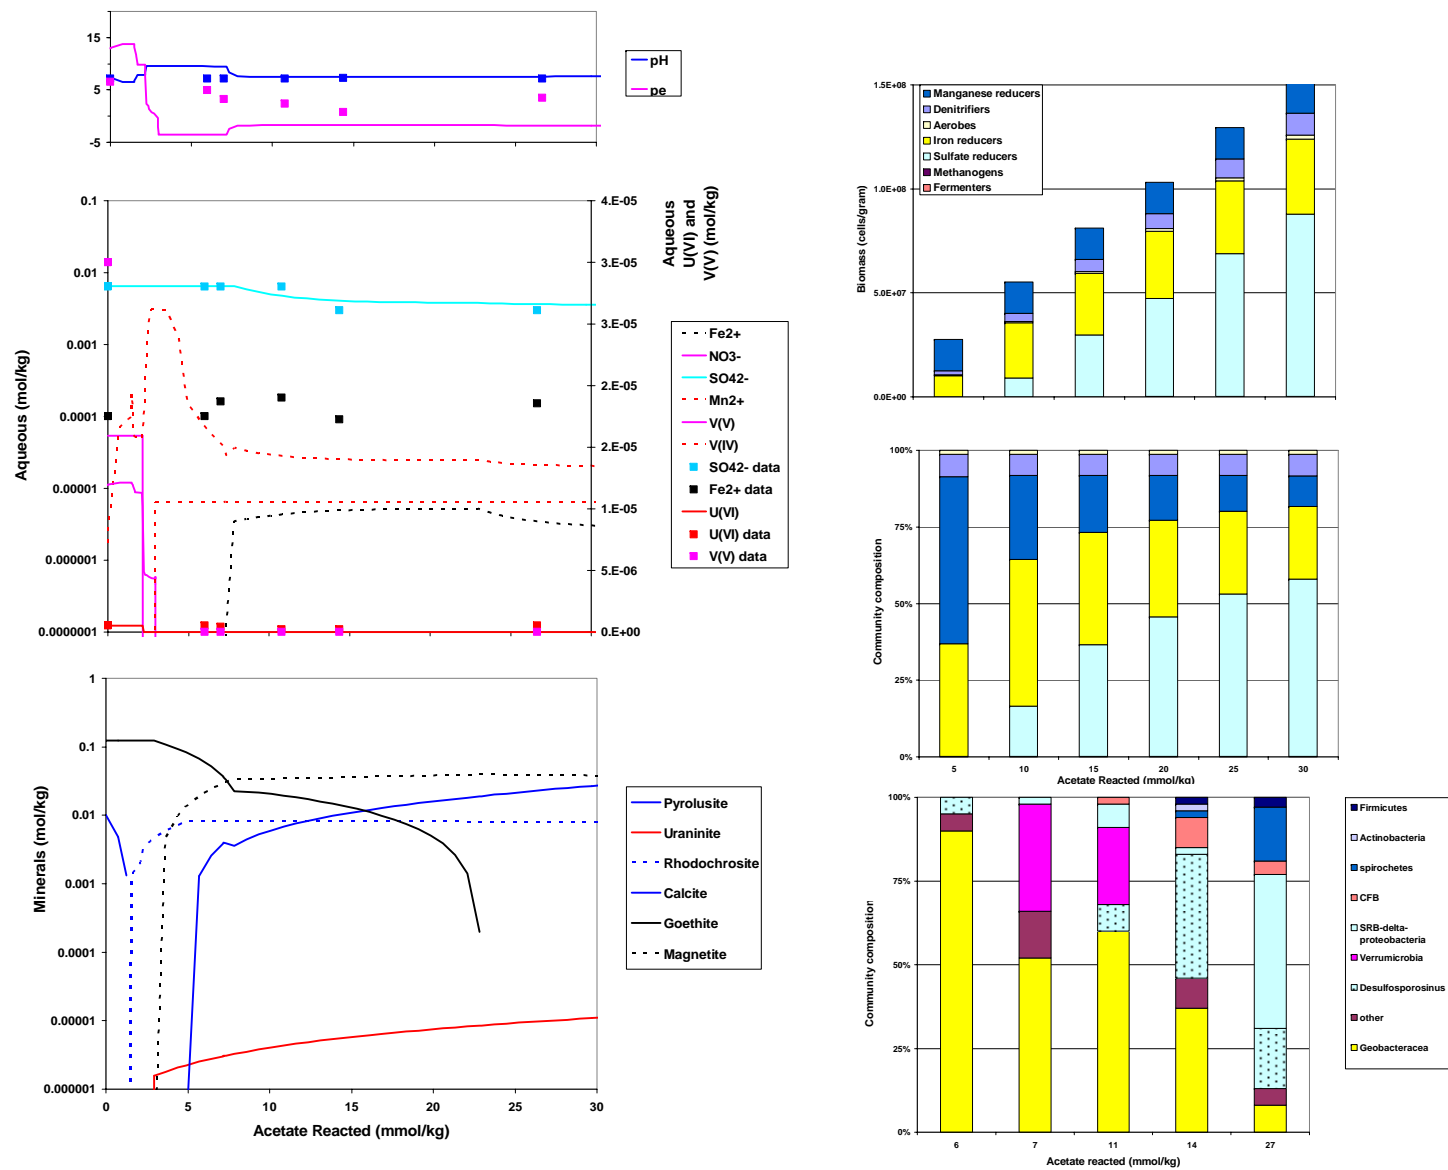 15
5
-5
pH
pe
0.1
0.01
0.001
0.0001
0.00001
0.000001
0.0000001
Aqueous (mol/kg)
4.E-05
3.E-05
3.E-05
2.E-05
2.E-05
1.E-05
5.E-06
0.E+00
Aqueous
U(VI) and
V(V) (mol/kg)
Fe2+
NO3-
SO42-
Mn2+
V(V)
V(IV)
SO42- data
Fe2+ data
U(VI)
U(VI) data
V(V) data
1
0.1
0.01
0.001
0.0001
0.00001
0.000001
Minerals (mol/kg)
0 5 10 15 20 25 30
Acetate Reacted (mmol/kg)
Pyrolusite
Uraninite
Rhodochrosite
Calcite
Goethite
Magnetite
1.5E+08
1.0E+08
5.0E+07
0.0E+00
Biomass (cells/gram)
Manganese reducers
Denitrifiers
Aerobes
Iron reducers
Sulfate reducers
Methanogens
Fermenters
100%
75%
50%
25%
0%
Community composition
5 10 15 20 25 30
Acetate Reacted (mmol/kg)
100%
75%
50%
25%
0%
Community composition
6 7 11 14 27
Acetate reacted (mmol/kg)
Firmicutes
Actinobacteria
spirochetes
CFB
SRB-delta-
proteobacteria
Verrumicrobia
Desulfosporosinus
other
Geobacteracea